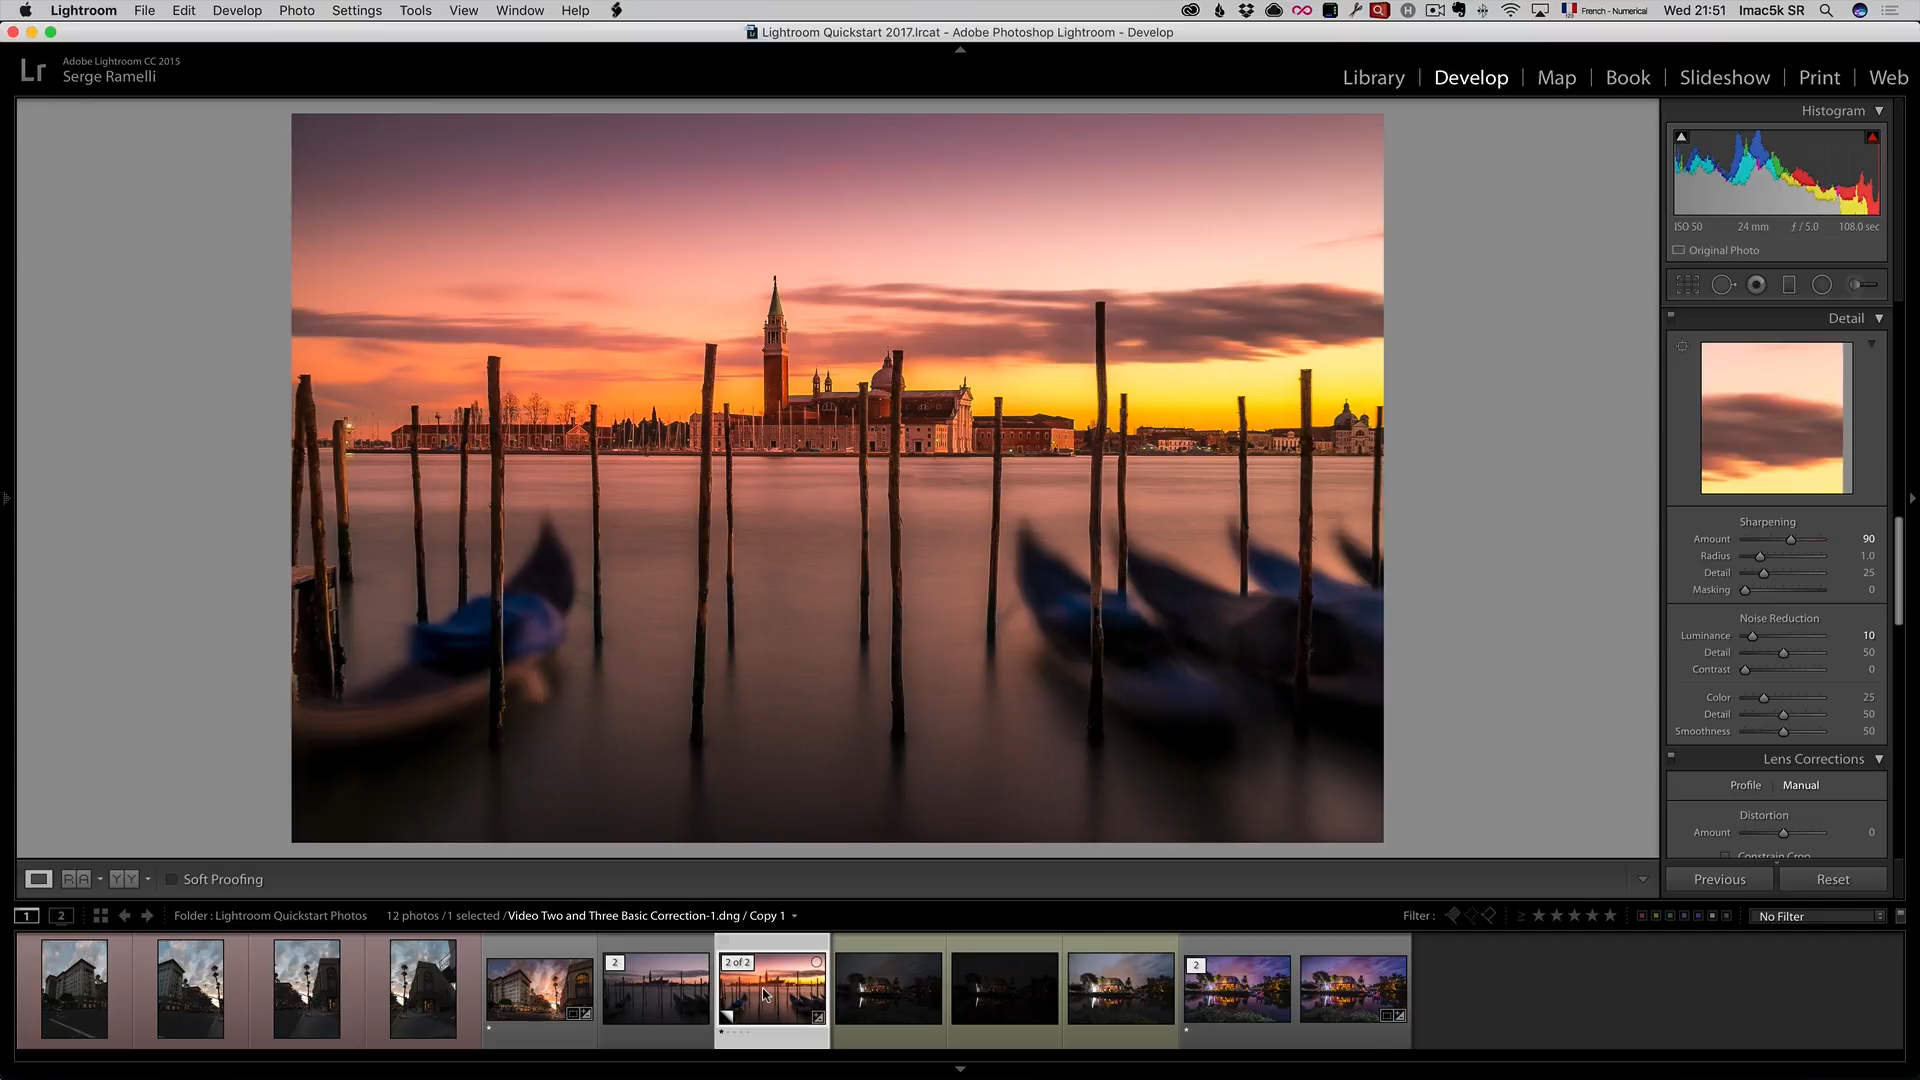 Lightroom File Edit Develop Photo Settings Tools View Window Help
French - Numerical Wed 21:51 Imac5k SR
Lightroom Quickstart 2017.lrcat - Adobe Photoshop Lightroom - Develop
Lr
Adobe Lightroom CC 2015
Serge Ramelli
Library | Develop | Map | Book | Slideshow | Print | Web
Histogram
ISO 50 24 mm ƒ / 5.0 108.0 sec
Original Photo
Detail
Sharpening
Amount 90
Radius 1.0
Detail 25
Masking 0
Noise Reduction
Luminance 10
Detail 50
Contrast 0
Color 25
Detail 50
Smoothness 50
Lens Corrections
Profile | Manual
Distortion
Amount 0
Constrain Crop
Previous Reset
RA YY Soft Proofing
1 2 Folder : Lightroom Quickstart Photos 12 photos / 1 selected / Video Two and Three Basic Correction-1.dng / Copy 1
Filter : No Filter
2 2 of 2 2